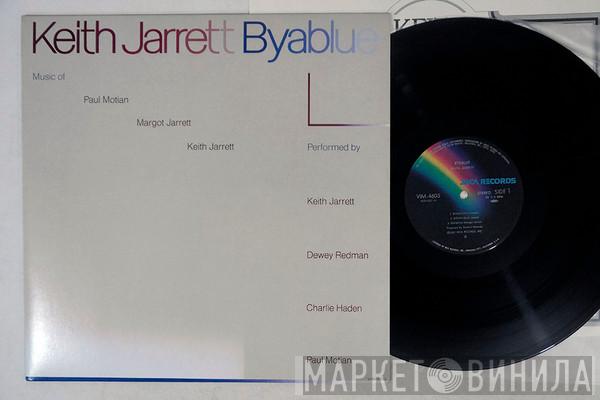 Keith Jarrett Byablue
Music of
Paul Motian
Margot Jarrett
Keith Jarrett
Performed by
Keith Jarrett
Dewey Redman
Charlie Haden
Paul Motian
MCA RECORDS
VIM-4603
stereo SIDE 1
МАРКЕТ ВИНИЛА